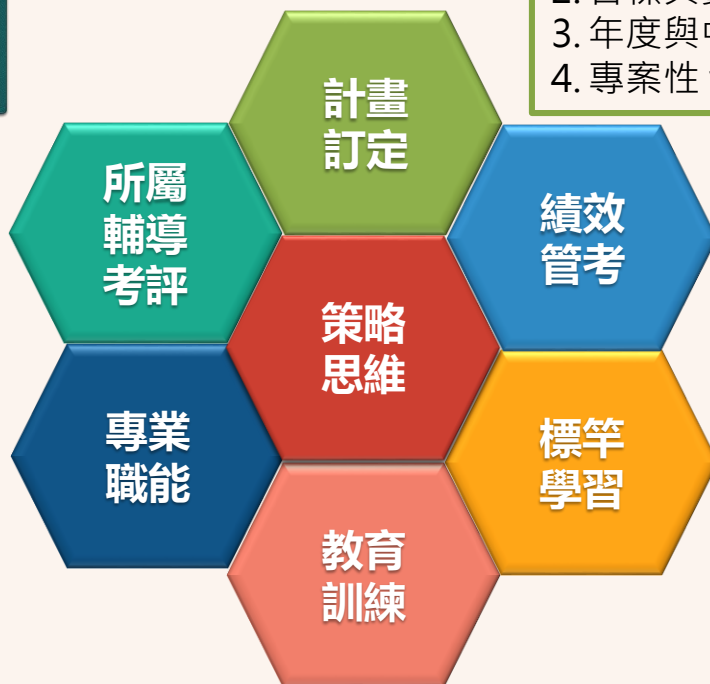 3. 年度與
4. 專案性
計畫
訂定
所屬
輔導
考評
績效
管考
策略
思維
專業
職能
標竿
學習
教育
訓練